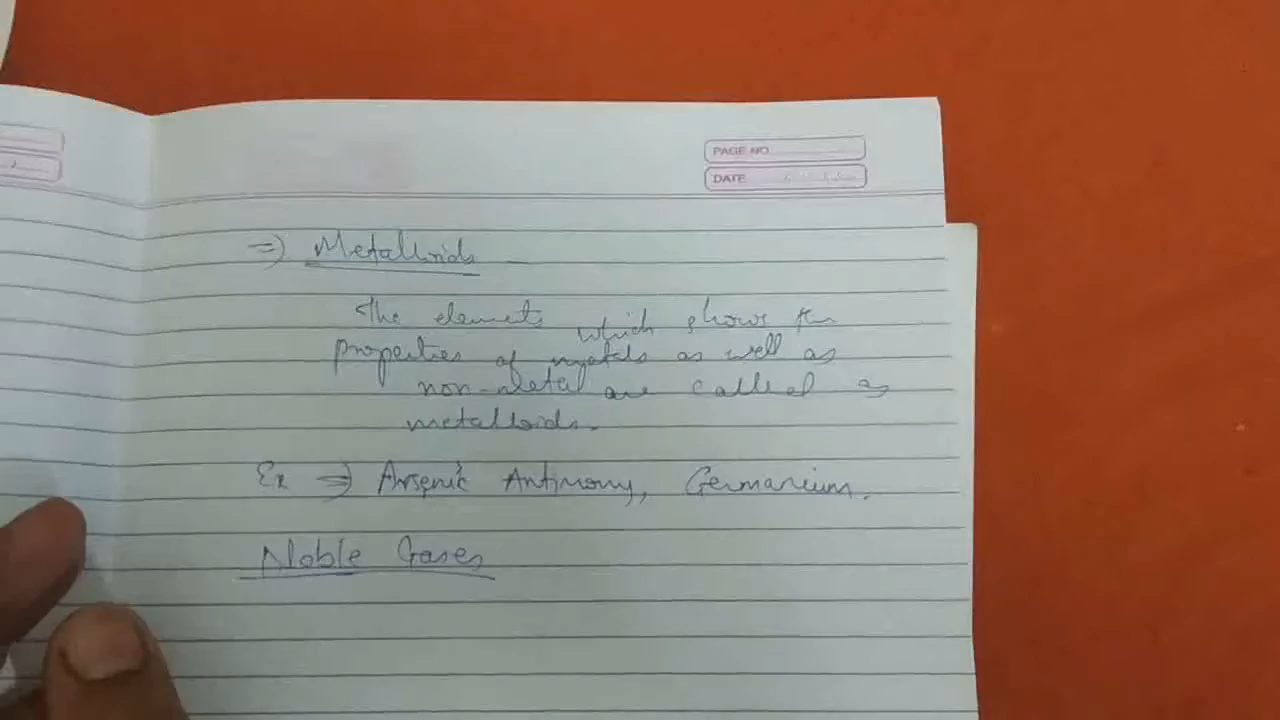 PAGE NO
DATE
=) Metalloids
The elements which shows the
properties of metals as well as
non-metal are called as
metalloids.
Ex => Arsenic Antimony, Germanium.
Noble Gases